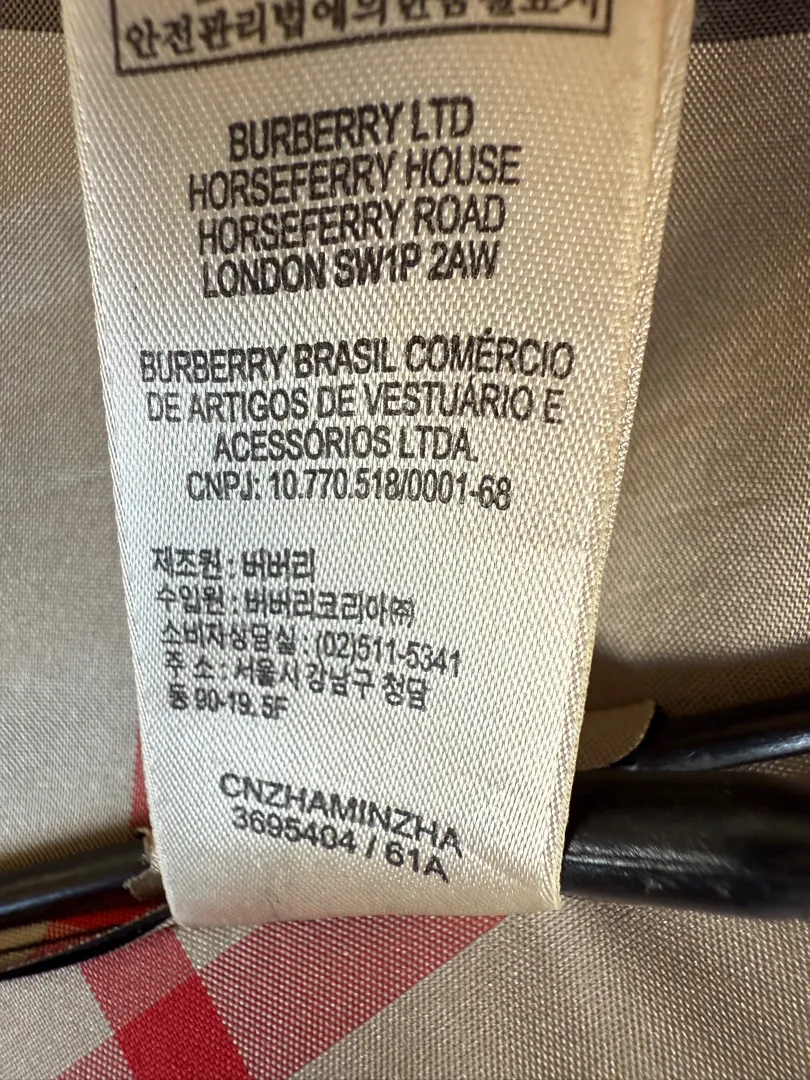 안전관리법에의한품질표시
BURBERRY LTD
HORSEFERRY HOUSE
HORSEFERRY ROAD
LONDON SW1P 2AW
BURBERRY BRASIL COMÉRCIO
DE ARTIGOS DE VESTUÁRIO E
ACESSÓRIOS LTDA.
CNPJ: 10.770.518/0001-68
제조원 : 버버리
수입원 : 버버리코리아㈜
소비자상담실 : (02)511-5341
주 소 : 서울시 강남구 청담
동 90-19. 5F
CNZHAMINZHA
3695404 / 61A